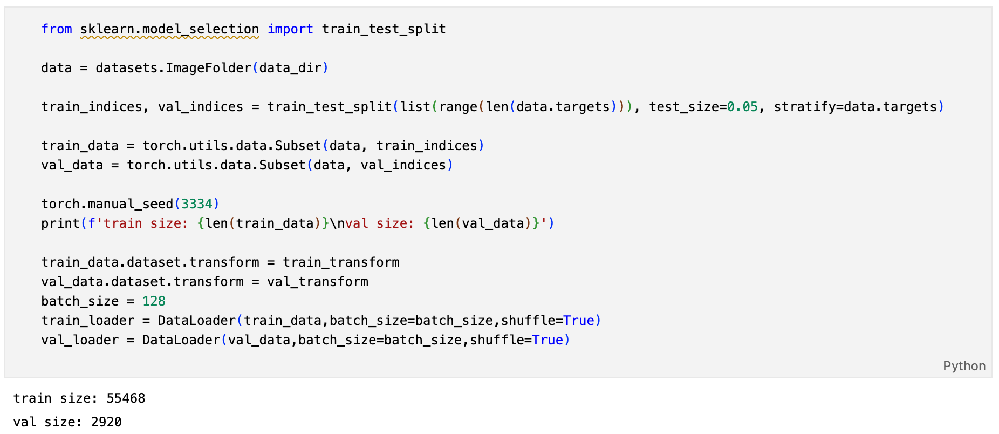 from sklearn.model_selection import train_test_split
data = datasets.ImageFolder(data_dir)
train_indices, val_indices = train_test_split(list(range(len(data.targets))), test_size=0.05, stratify=data.targets)
train_data = torch.utils.data.Subset(data, train_indices)
val_data = torch.utils.data.Subset(data, val_indices)
torch.manual_seed(3334)
print(f'train size: {len(train_data)}\nval size: {len(val_data)}')
train_data.dataset.transform = train_transform
val_data.dataset.transform = val_transform
batch_size = 128
train_loader = DataLoader(train_data,batch_size=batch_size,shuffle=True)
val_loader = DataLoader(val_data,batch_size=batch_size,shuffle=True)
Python
train size: 55468
val size: 2920